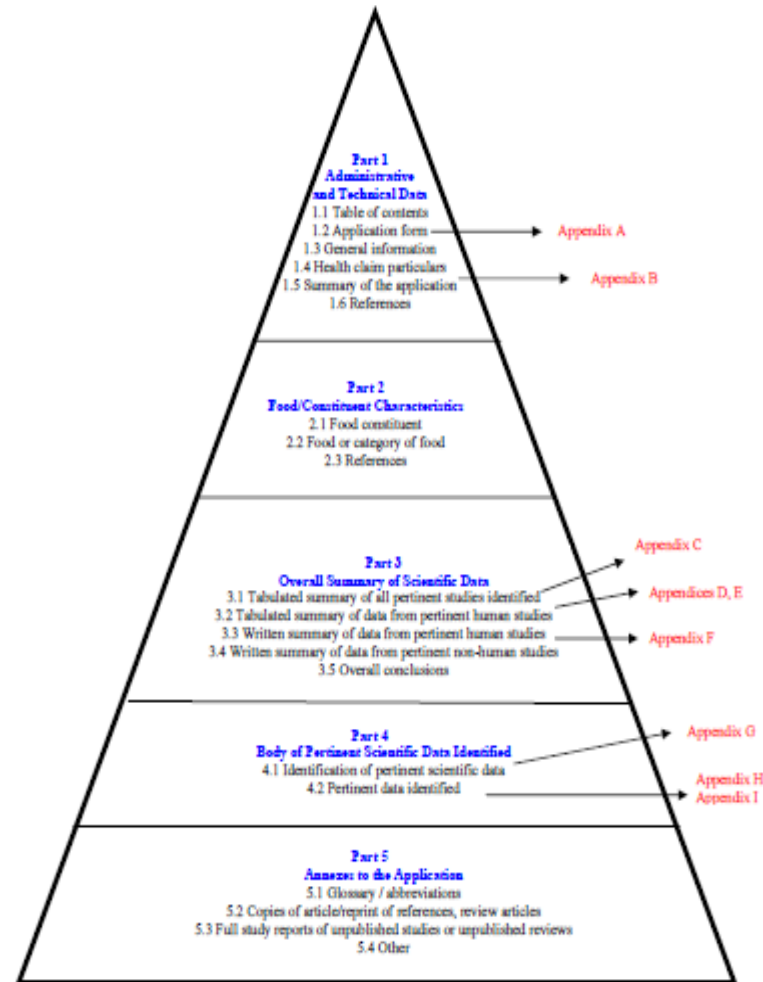 Part 1
Administrative
and Technical Data
1.1 Table of contents
1.2 Application form
Appendix A
1.3 General information
1.4 Health claim particulars
1.5 Summary of the application
Appendix B
1.6 References
Part 2
Food/Constituent Characteristics
2.1 Food constituent
2.2 Food or category of food
2.3 References
Part 3
Overall Summary of Scientific Data
3.1 Tabulated summary of all pertinent studies identified
Appendix C
3.2 Tabulated summary of data from pertinent human studies
Appendices D, E
3.3 Written summary of data from pertinent human studies
Appendix F
3.4 Written summary of data from pertinent non-human studies
3.5 Overall conclusions
Part 4
Body of Pertinent Scientific Data Identified
4.1 Identification of pertinent scientific data
Appendix G
4.2 Pertinent data identified
Appendix H
Appendix I
Part 5
Annexes to the Application
5.1 Glossary / abbreviations
5.2 Copies of article/reprint of references, review articles
5.3 Full study reports of unpublished studies or unpublished reviews
5.4 Other